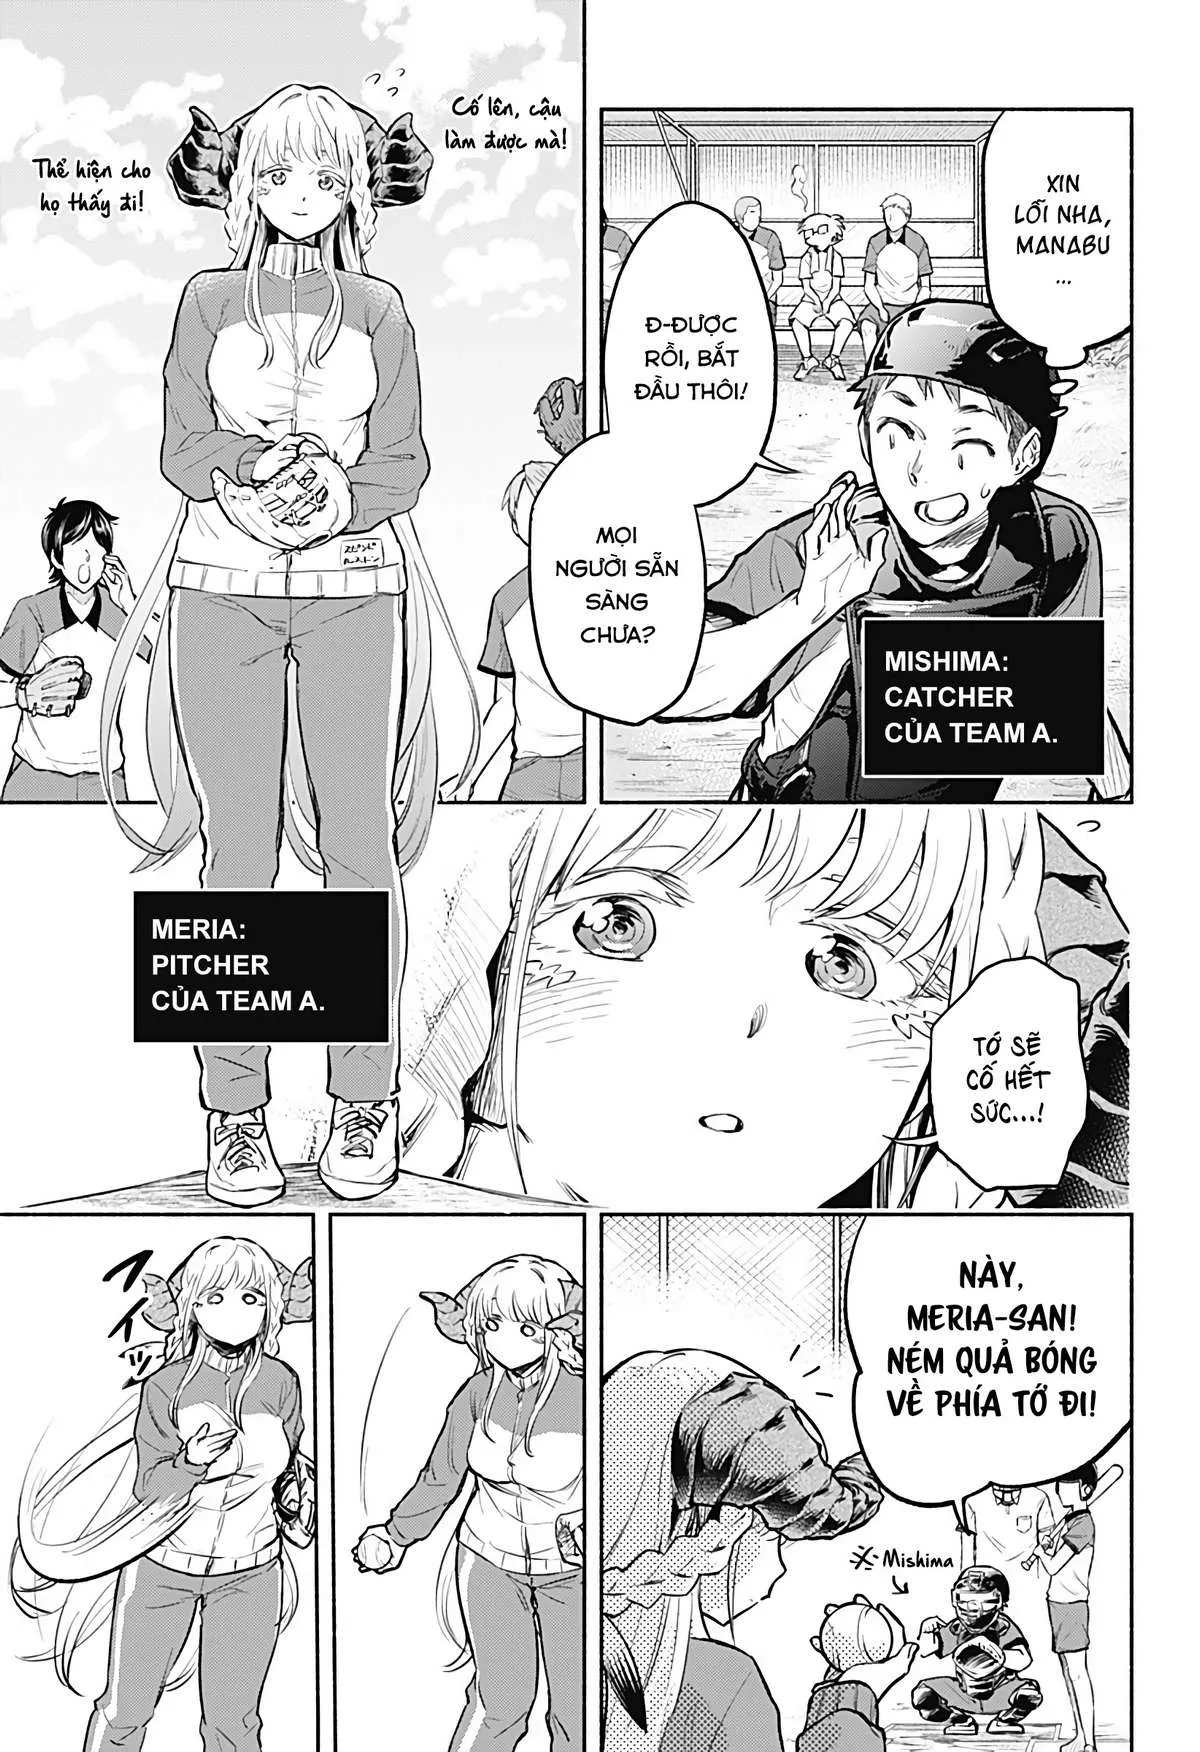 XIN
LỖI NHA,
MANABU
...
Đ-ĐƯỢC
RỒI, BẮT
ĐẦU THÔI!
MỌI
NGƯỜI SẴN
SÀNG
CHƯA?
MISHIMA:
CATCHER
CỦA TEAM A.
Cố lên, cậu
làm được mà!
Thể hiện cho
họ thấy đi!
MERIA:
PITCHER
CỦA TEAM A.
TỚ SẼ
CỐ HẾT
SỨC...!
NÀY,
MERIA-SAN!
NÉM QUẢ BÓNG
VỀ PHÍA TỚ ĐI!
※ Mishima